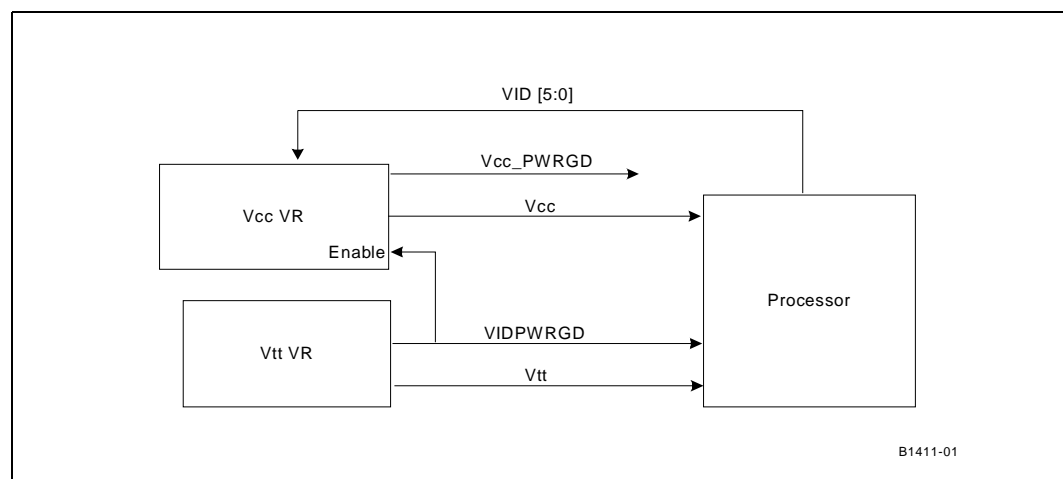 VID [5:0]
Vcc_PWRGD
Vcc VR
Vcc
Enable
Processor
Vtt VR
VIDPWRGD
Vtt
B1411-01